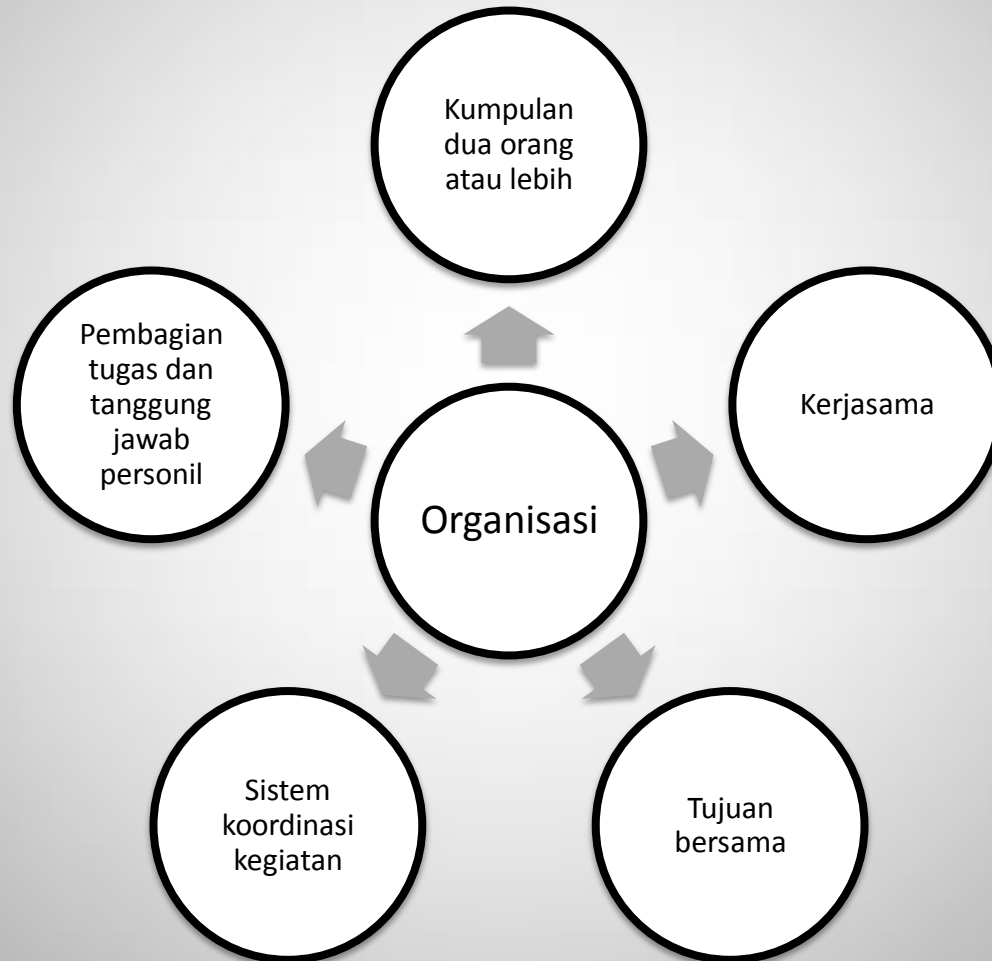 Kumpulan
dua orang
atau lebih
Pembagian
tugas dan
tanggung
jawab
personil
Kerjasama
Organisasi
Sistem
koordinasi
kegiatan
Tujuan
bersama